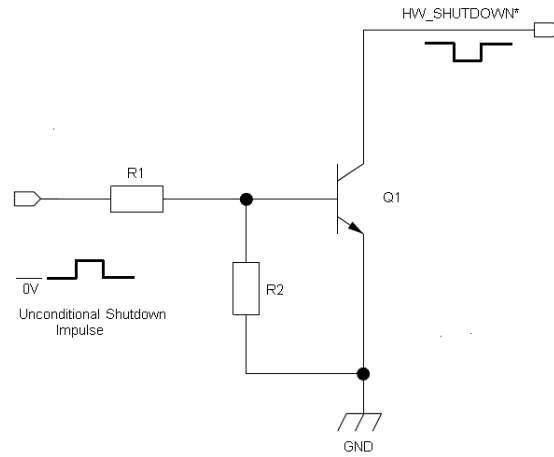 HW_SHUTDOWN*
R1
Q1
0V
R2
Unconditional Shutdown
Impulse
GND